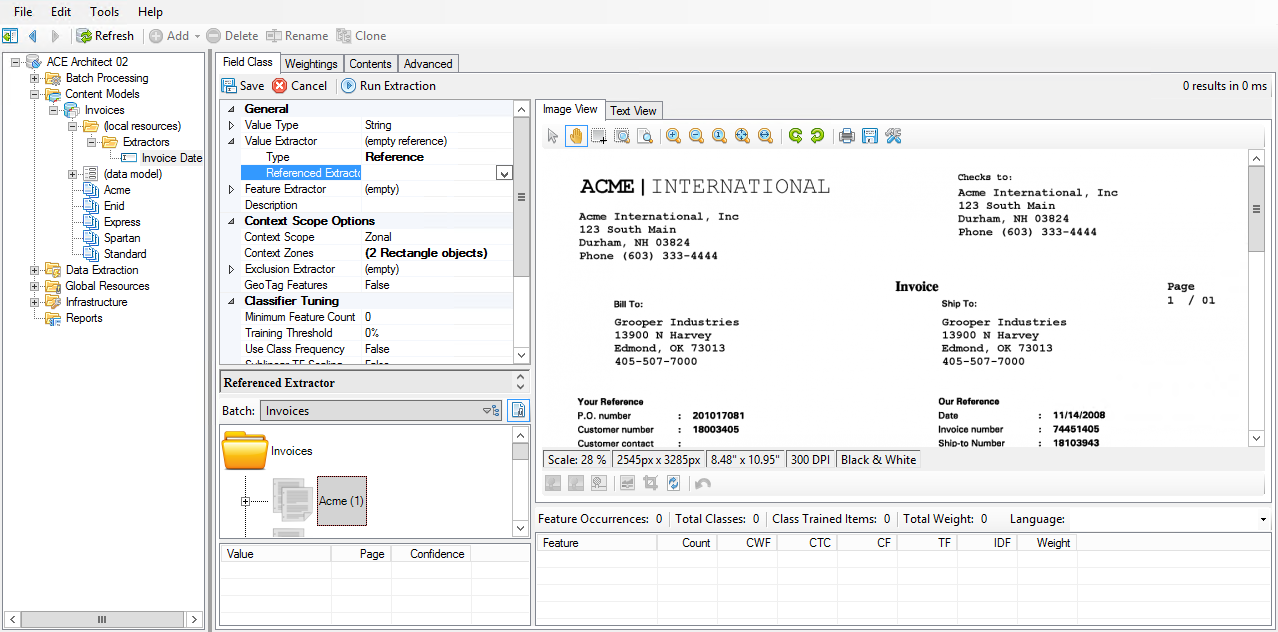 File Edit Tools Help
Refresh Add Delete Rename Clone
ACE Architect 02
Batch Processing
Content Models
Invoices
(local resources)
Extractors
Invoice Date
(data model)
Acme
Enid
Express
Spartan
Standard
Data Extraction
Global Resources
Infrastructure
Reports
Field Class Weightings Contents Advanced
Save Cancel Run Extraction 0 results in 0 ms
General
Value Type String
Value Extractor (empty reference)
Type Reference
Referenced Extracto
Feature Extractor (empty)
Description
Context Scope Options
Context Scope Zonal
Context Zones (2 Rectangle objects)
Exclusion Extractor (empty)
GeoTag Features False
Classifier Tuning
Minimum Feature Count 0
Training Threshold 0%
Use Class Frequency False
Sublinear TF Scaling False
Referenced Extractor
Batch: Invoices
Invoices
Acme (1)
Value Page Confidence
Image View Text View
ACME|INTERNATIONAL
Acme International, Inc
123 South Main
Durham, NH 03824
Phone (603) 333-4444
Checks to:
Acme International, Inc
123 South Main
Durham, NH 03824
Phone (603) 333-4444
Invoice
Page
1 / 01
Bill To:
Grooper Industries
13900 N Harvey
Edmond, OK 73013
405-507-7000
Ship To:
Grooper Industries
13900 N Harvey
Edmond, OK 73013
405-507-7000
Your Reference
P.O. number : 201017081
Customer number : 18003405
Customer contact :
Our Reference
Date : 11/14/2008
Invoice number : 74451405
Ship-to Number : 18103943
Scale: 28 % 2545px x 3285px 8.48" x 10.95" 300 DPI Black & White
Feature Occurrences: 0 Total Classes: 0 Class Trained Items: 0 Total Weight: 0 Language:
Feature Count CWF CTC CF TF IDF Weight